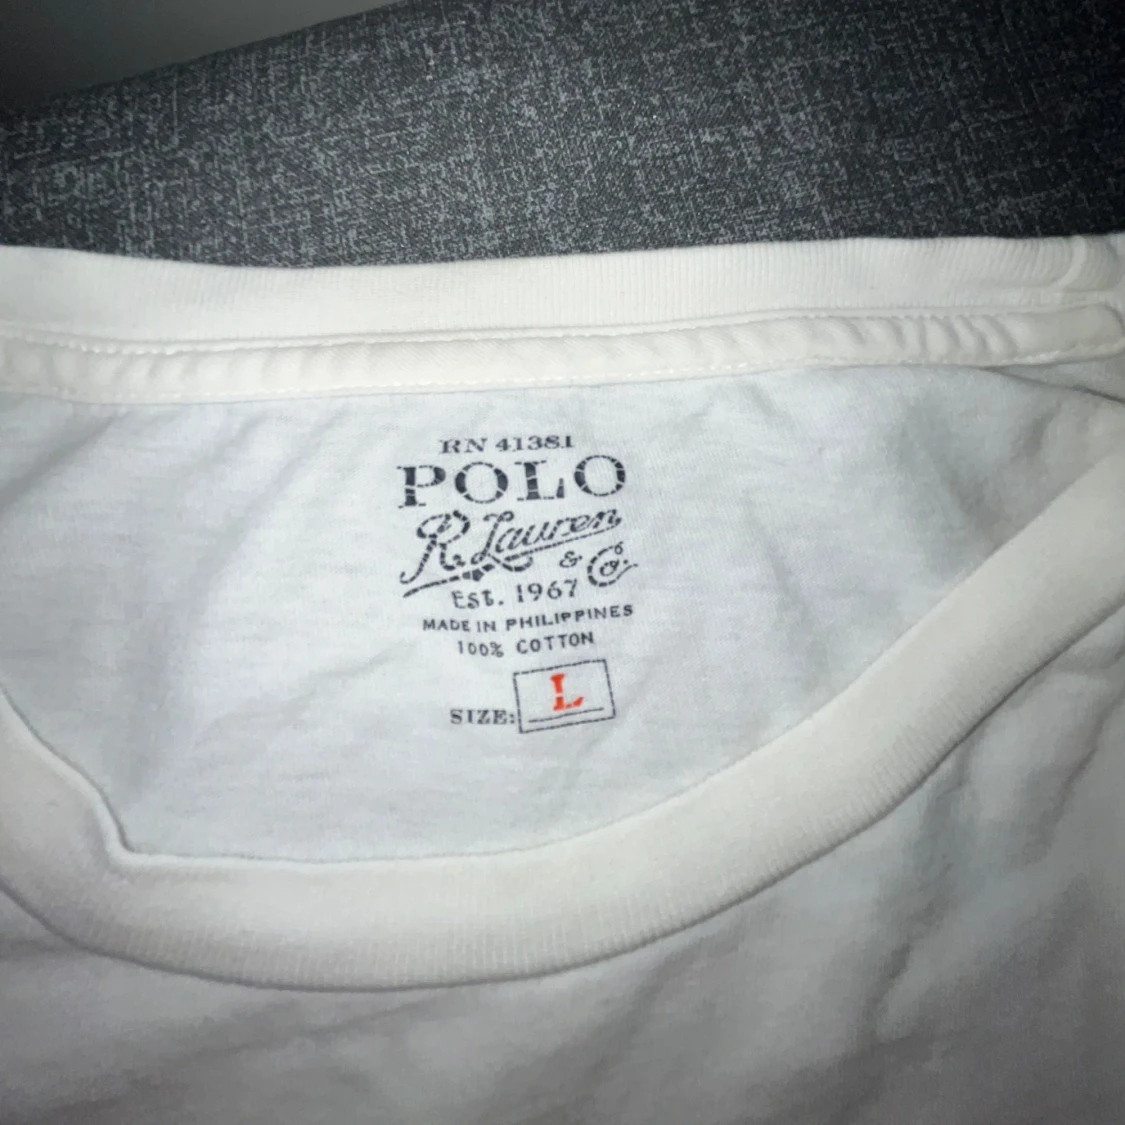 RN 41381
POLO
R. Lauren
& Co.
Est. 1967
MADE IN PHILIPPINES
100% COTTON
SIZE: L